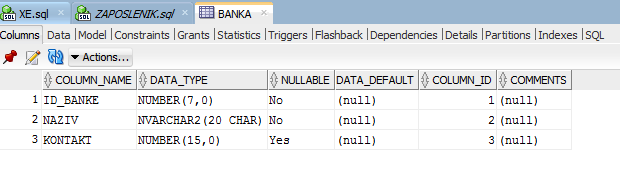 XE.sql ZAPOSLENIK.sql BANKA
Columns Data Model Constraints Grants Statistics Triggers Flashback Dependencies Details Partitions Indexes SQL
Actions...
COLUMN_NAME DATA_TYPE NULLABLE DATA_DEFAULT COLUMN_ID COMMENTS
1 ID_BANKE NUMBER(7,0) No (null) 1 (null)
2 NAZIV NVARCHAR2(20 CHAR) No (null) 2 (null)
3 KONTAKT NUMBER(15,0) Yes (null) 3 (null)